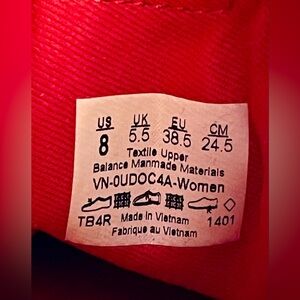 US UK EU CM
8 5.5 38.5 24.5
Textile Upper
Balance Manmade Materials
VN-0UDOC4A-Women
TB4R Made in Vietnam 1401
Fabrique au Vietnam